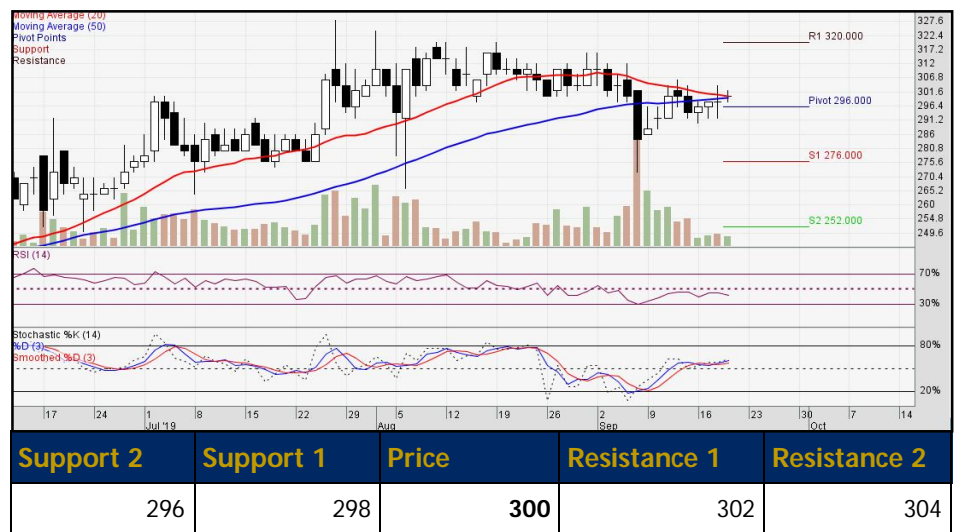 Moving Average (20)
Moving Average (50)
Pivot Points
Support
Resistance
327.6
322.4
317.2
312
306.8
301.6
296.4
291.2
286
280.8
275.6
270.4
265.2
260
254.8
249.6
R1 320.000
Pivot 296.000
S1 276.000
S2 252.000
RSI (14)
70%
30%
Stochastic %K (14)
%D (3)
Smoothed %D (3)
80%
20%
17 24 1 8 15 22 29 5 12 19 26 2 9 16 23 30 7 14
Jul '19 Aug Sep Oct
Support 2 Support 1 Price Resistance 1 Resistance 2
296 298 300 302 304